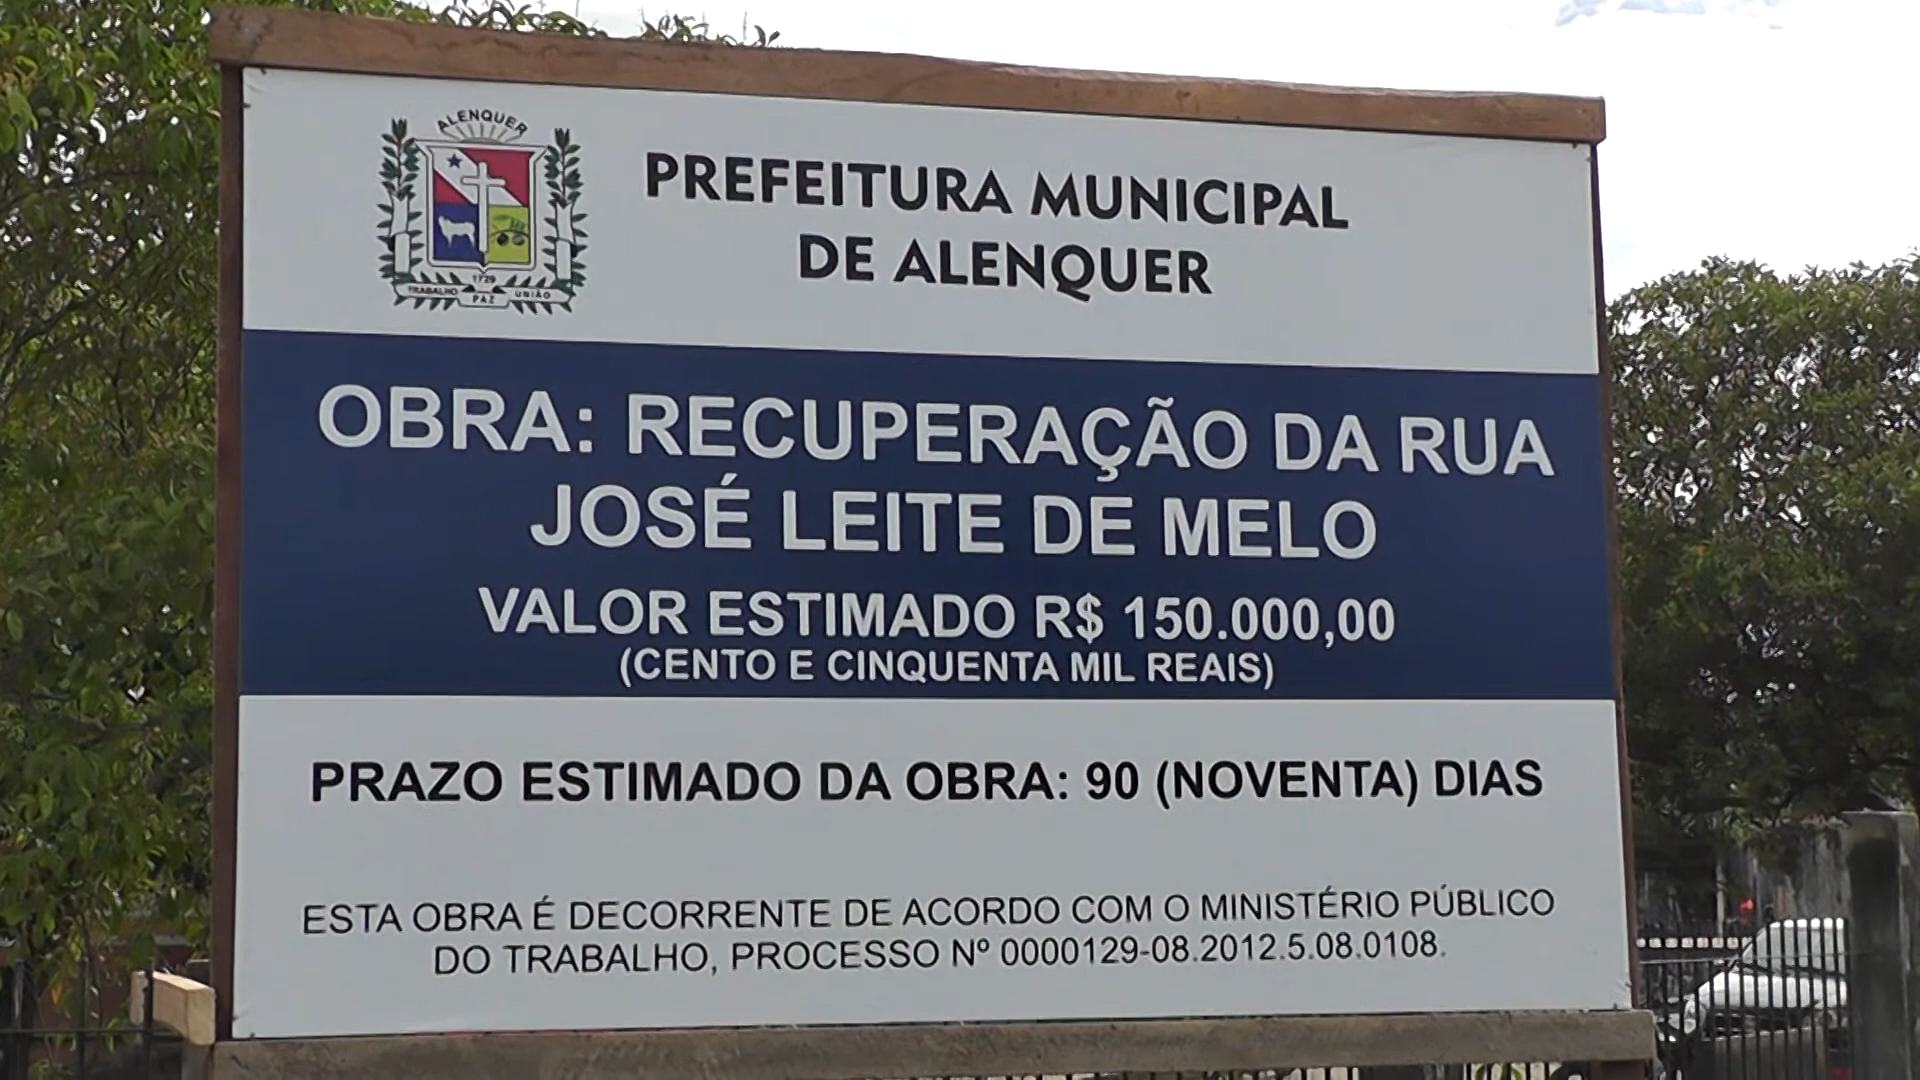 ALENQUER
1729
TRABALHO PAZ UNIÃO
PREFEITURA MUNICIPAL
DE ALENQUER
OBRA: RECUPERAÇÃO DA RUA
JOSÉ LEITE DE MELO
VALOR ESTIMADO R$ 150.000,00
(CENTO E CINQUENTA MIL REAIS)
PRAZO ESTIMADO DA OBRA: 90 (NOVENTA) DIAS
ESTA OBRA É DECORRENTE DE ACORDO COM O MINISTÉRIO PÚBLICO
DO TRABALHO, PROCESSO Nº 0000129-08.2012.5.08.0108.